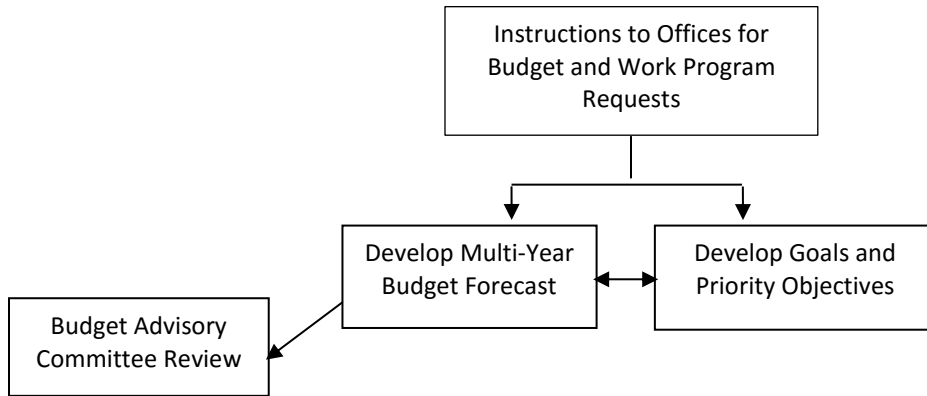 Instructions to Offices for
Budget and Work Program
Requests
Develop Multi-Year
Budget Forecast
Develop Goals and
Priority Objectives
Budget Advisory
Committee Review